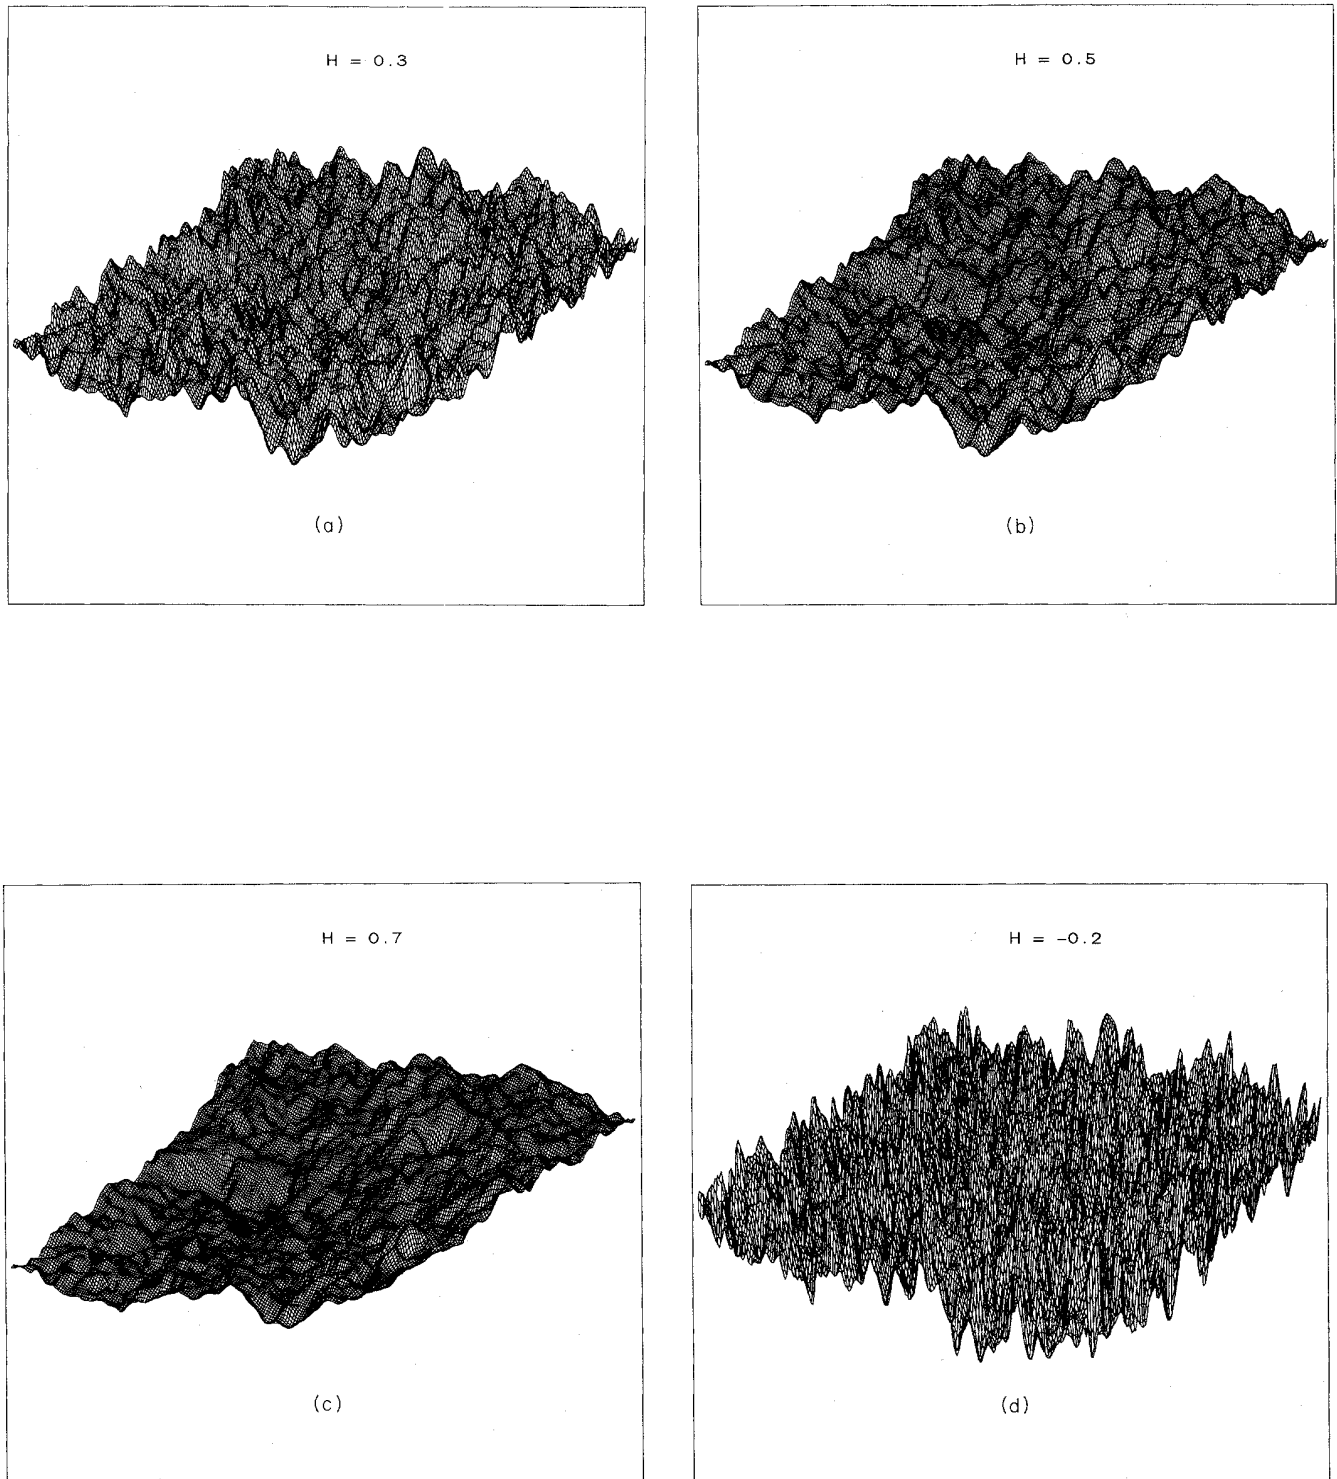 H = 0.3
H = 0.5
(a)
(b)
H = 0.7
H = -0.2
(c)
(d)